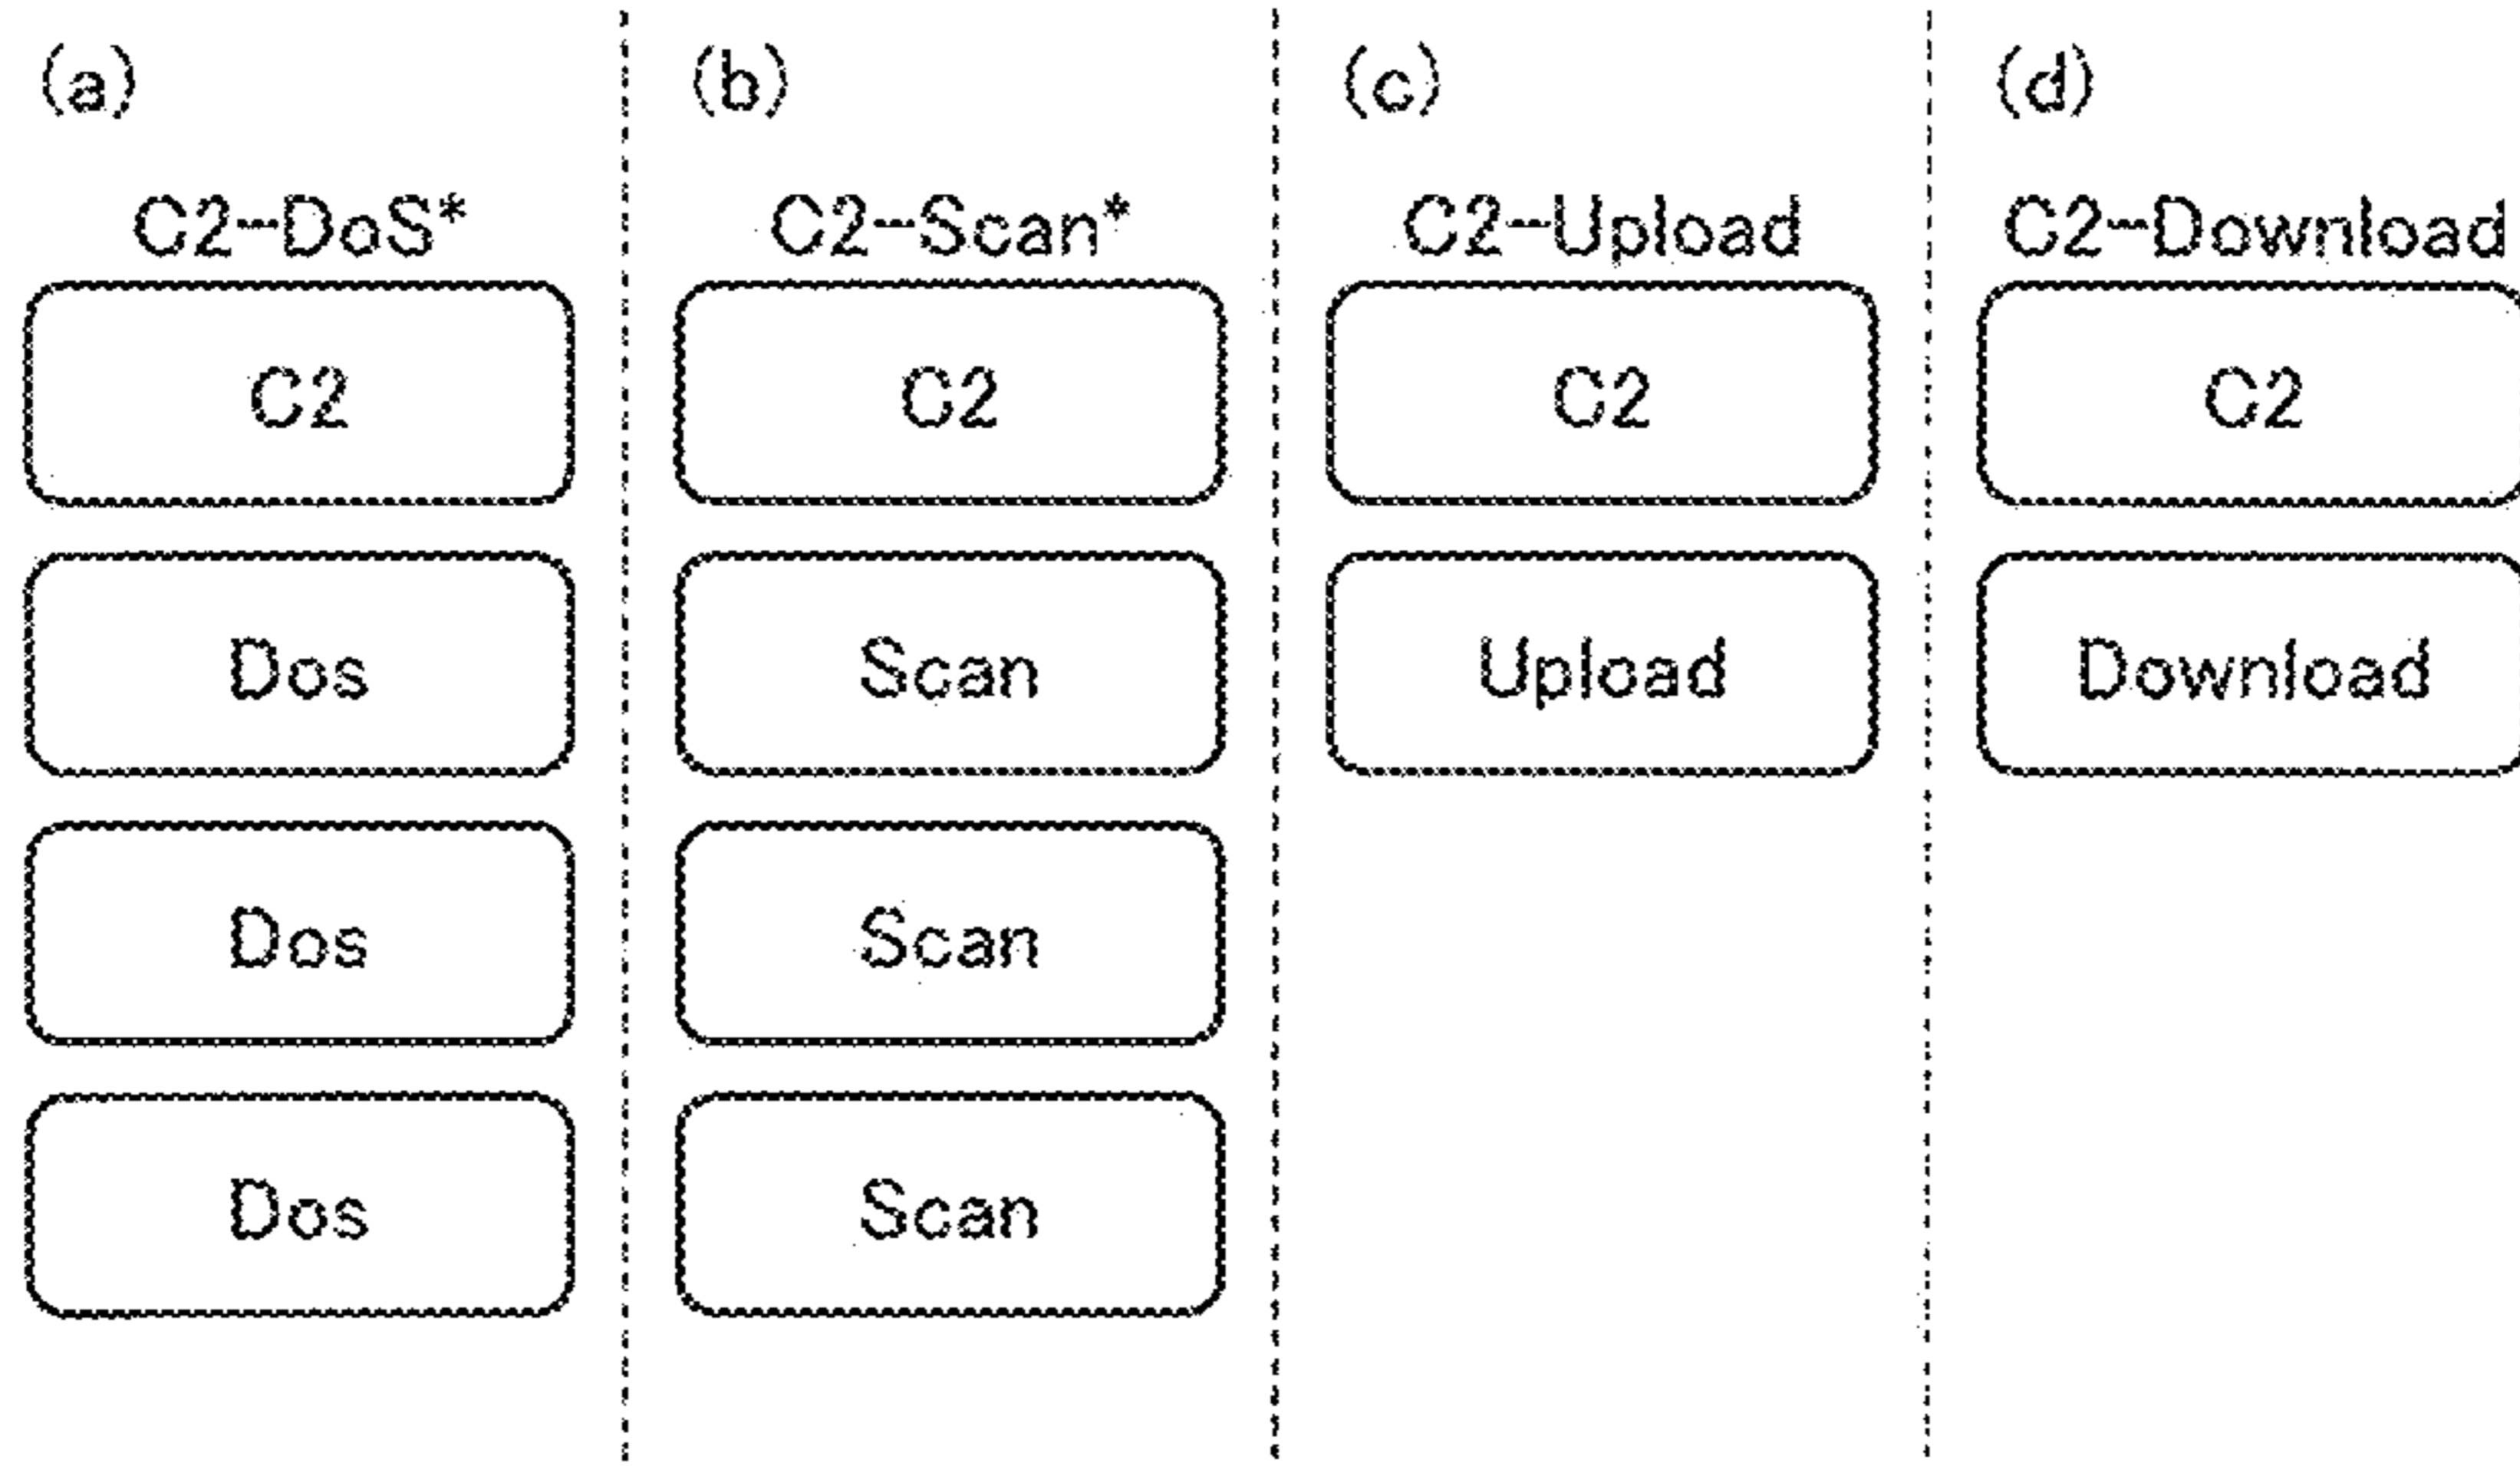 (a)
C2-DoS*
C2
Dos
Dos
Dos
(b)
C2-Scan*
C2
Scan
Scan
Scan
(c)
C2-Upload
C2
Upload
(d)
C2-Download
C2
Download